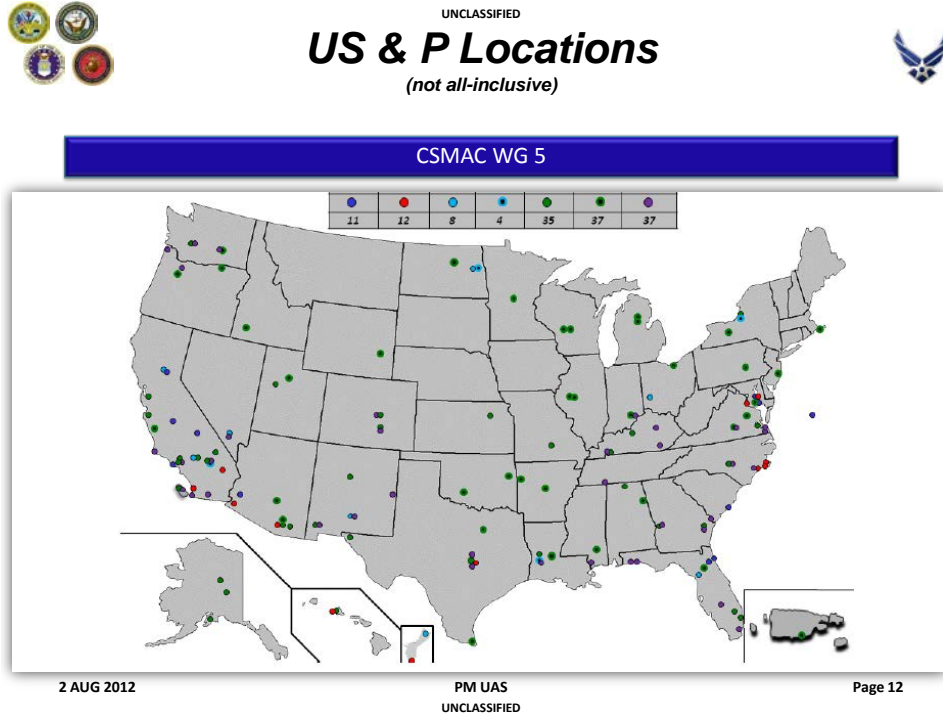 UNCLASSIFIED
US & P Locations
(not all-inclusive)
CSMAC WG 5
11 12 8 4 35 37 37
2 AUG 2012 PM UAS Page 12
UNCLASSIFIED